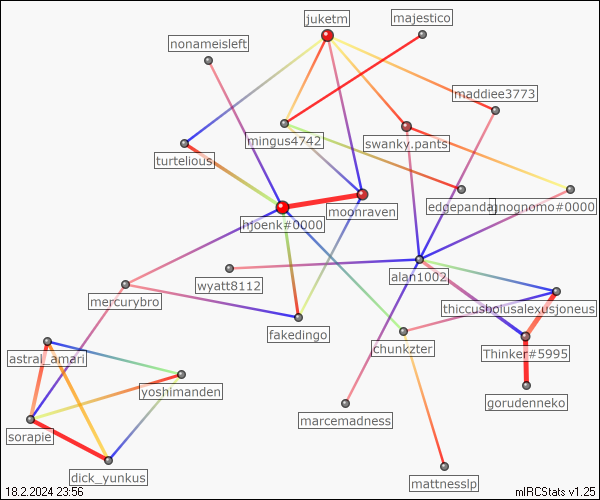 juketm
majestico
nonameisleft
maddiee3773
mingus4742
swanky.pants
turtelious
edgepanda
gnognomo#0000
moonraven
hjoenk#0000
alan1002
wyatt8112
mercurybro
thiccusbolusalexusjoneus
fakedingo
chunkzter
Thinker#5995
astral_amari
yoshimanden
gorudenneko
marcemadness
sorapie
dick_yunkus
mattnesslp
18.2.2024 23:56
mIRCStats v1.25